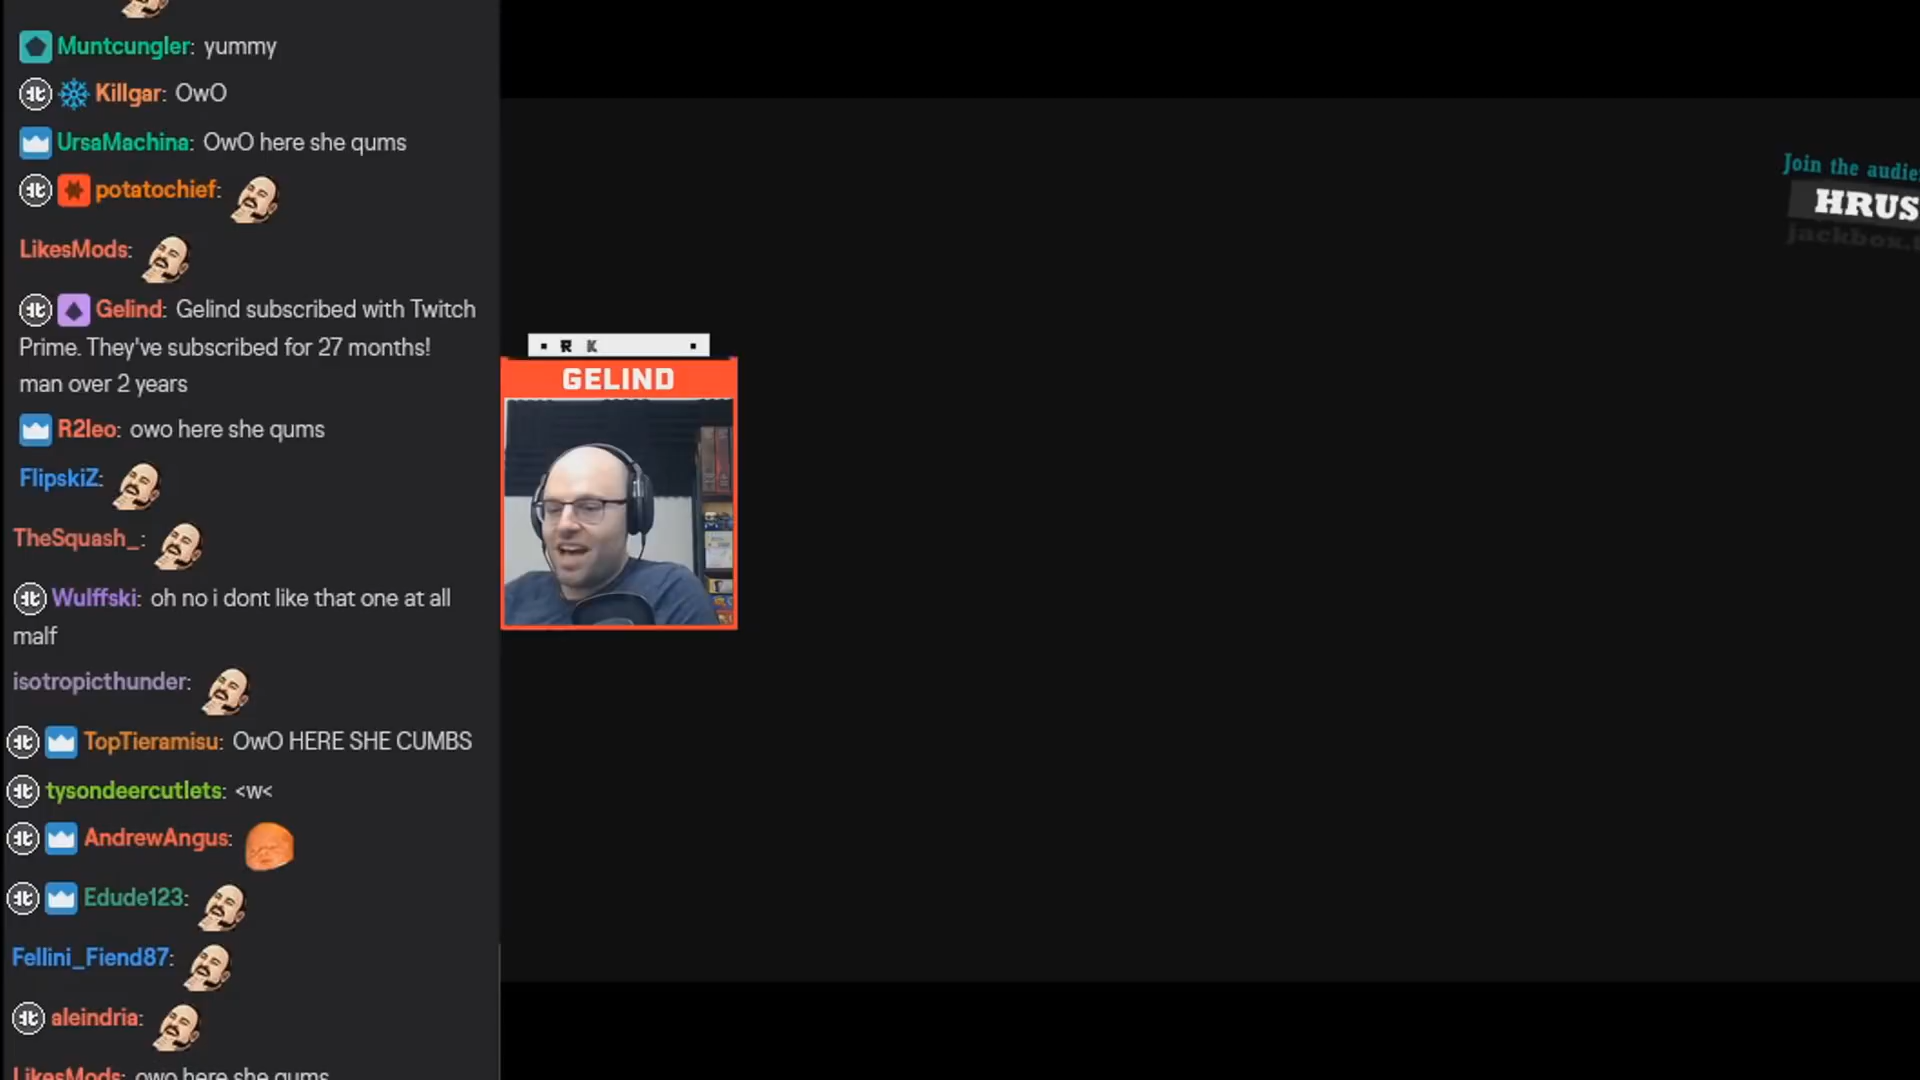 Muntcungler: yummy
Killgar: OwO
UrsaMachina: OwO here she qums
potatochief:
LikesMods:
Gelind: Gelind subscribed with Twitch
Prime. They've subscribed for 27 months!
man over 2 years
R2leo: owo here she qums
FlipskiZ:
TheSquash_:
Wulffski: oh no i dont like that one at all
malf
isotropicthunder:
TopTieramisu: OwO HERE SHE CUMBS
tysondeercutlets: <w<
AndrewAngus:
Edude123:
Fellini_Fiend87:
aleindria:
LikesMods: owo here she qums
R K
GELIND
Join the audie
HRUS
jackbox.